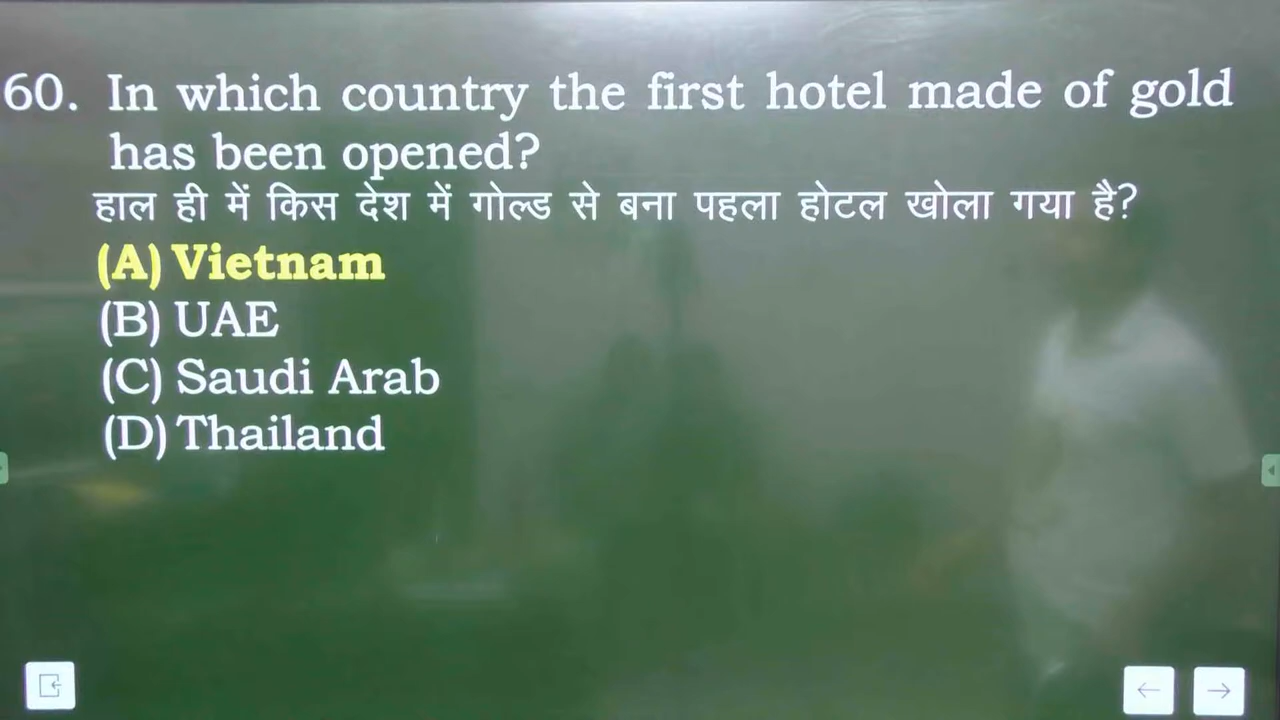 60. In which country the first hotel made of gold
has been opened?
हाल ही में किस देश में गोल्ड से बना पहला होटल खोला गया है?
(A) Vietnam
(B) UAE
(C) Saudi Arab
(D) Thailand